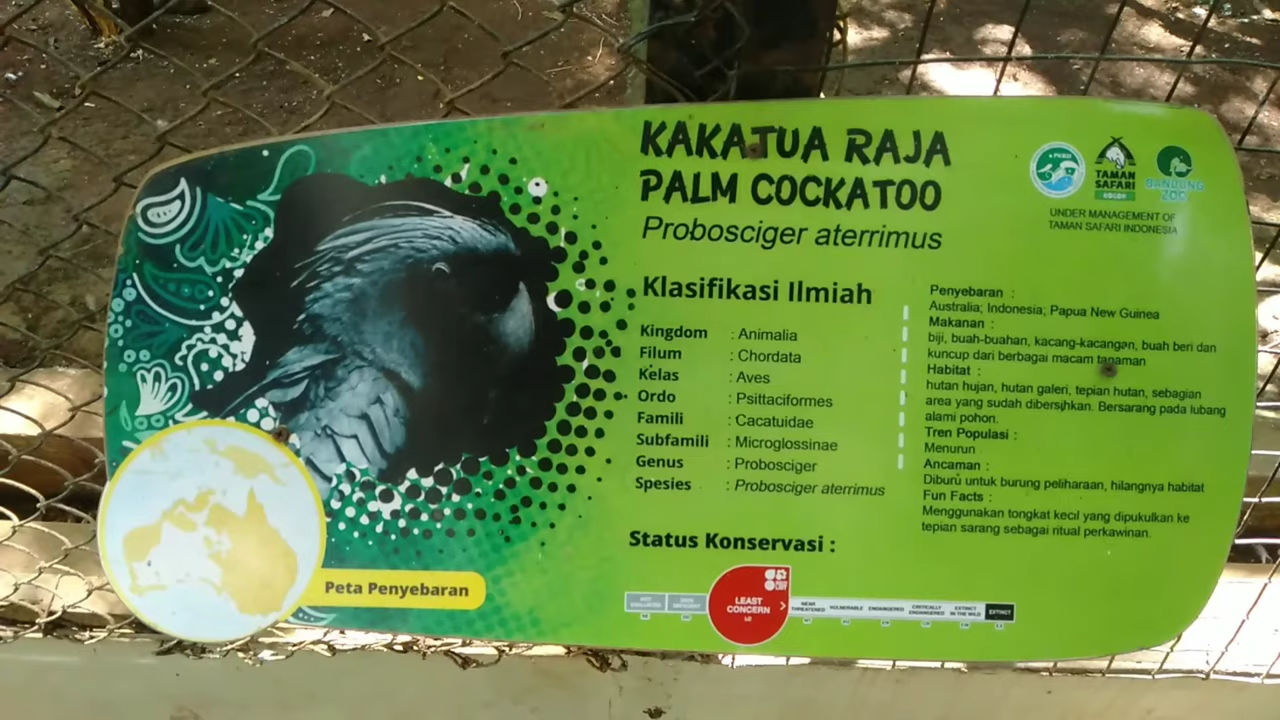 KAKATUA RAJA
PALM COCKATOO
Probosciger aterrimus
TAMAN
SAFARI
BANDUNG
ZOO
UNDER MANAGEMENT OF
TAMAN SAFARI INDONESIA
Klasifikasi Ilmiah
Kingdom : Animalia
Filum : Chordata
Kelas : Aves
Ordo : Psittaciformes
Famili : Cacatuidae
Subfamili : Microglossinae
Genus : Probosciger
Spesies : Probosciger aterrimus
Penyebaran :
Australia; Indonesia; Papua New Guinea
Makanan :
biji, buah-buahan, kacang-kacangan, buah beri dan
kuncup dari berbagai macam tanaman
Habitat :
hutan hujan, hutan galeri, tepian hutan, sebagian
area yang sudah dibersihkan. Bersarang pada lubang
alami pohon.
Tren Populasi :
Menurun
Ancaman :
Diburu untuk burung peliharaan, hilangnya habitat
Fun Facts :
Menggunakan tongkat kecil yang dipukulkan ke
tepian sarang sebagai ritual perkawinan.
Peta Penyebaran
Status Konservasi :
NOT
EVALUATED
DATA
DEFICIENT
LEAST
CONCERN
LC
NEAR
THREATENED
VULNERABLE
ENDANGERED
CRITICALLY
ENDANGERED
EXTINCT
IN THE WILD
EXTINCT